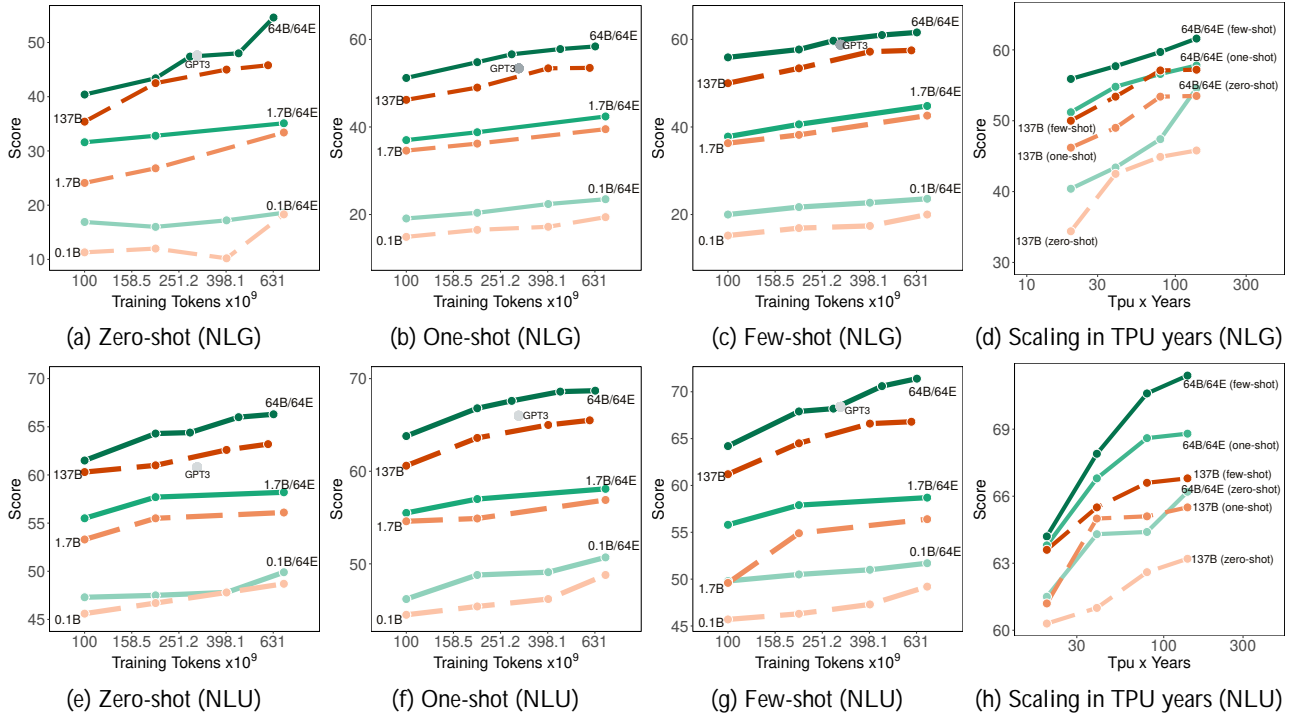 50
40
30
20
10
Score
64B/64E
GPT3
137B
1.7B/64E
1.7B
0.1B/64E
0.1B
100 158.5 251.2 398.1 631
Training Tokens x10^9
(a) Zero-shot (NLG)
60
40
20
Score
64B/64E
GPT3
137B
1.7B/64E
1.7B
0.1B/64E
0.1B
100 158.5 251.2 398.1 631
Training Tokens x10^9
(b) One-shot (NLG)
60
40
20
Score
64B/64E
GPT3
137B
1.7B/64E
1.7B
0.1B/64E
0.1B
100 158.5 251.2 398.1 631
Training Tokens x10^9
(c) Few-shot (NLG)
60
50
40
30
Score
64B/64E (few-shot)
64B/64E (one-shot)
64B/64E (zero-shot)
137B (few-shot)
137B (one-shot)
137B (zero-shot)
10 30 100 300
Tpu x Years
(d) Scaling in TPU years (NLG)
70
65
60
55
50
45
Score
64B/64E
137B
GPT3
1.7B/64E
1.7B
0.1B/64E
0.1B
100 158.5 251.2 398.1 631
Training Tokens x10^9
(e) Zero-shot (NLU)
70
60
50
Score
64B/64E
GPT3
137B
1.7B/64E
1.7B
0.1B/64E
0.1B
100 158.5 251.2 398.1 631
Training Tokens x10^9
(f) One-shot (NLU)
70
65
60
55
50
45
Score
64B/64E
GPT3
137B
1.7B/64E
1.7B
0.1B/64E
0.1B
100 158.5 251.2 398.1 631
Training Tokens x10^9
(g) Few-shot (NLU)
69
66
63
60
Score
64B/64E (few-shot)
64B/64E (one-shot)
137B (few-shot)
64B/64E (zero-shot)
137B (one-shot)
137B (zero-shot)
30 100 300
Tpu x Years
(h) Scaling in TPU years (NLU)